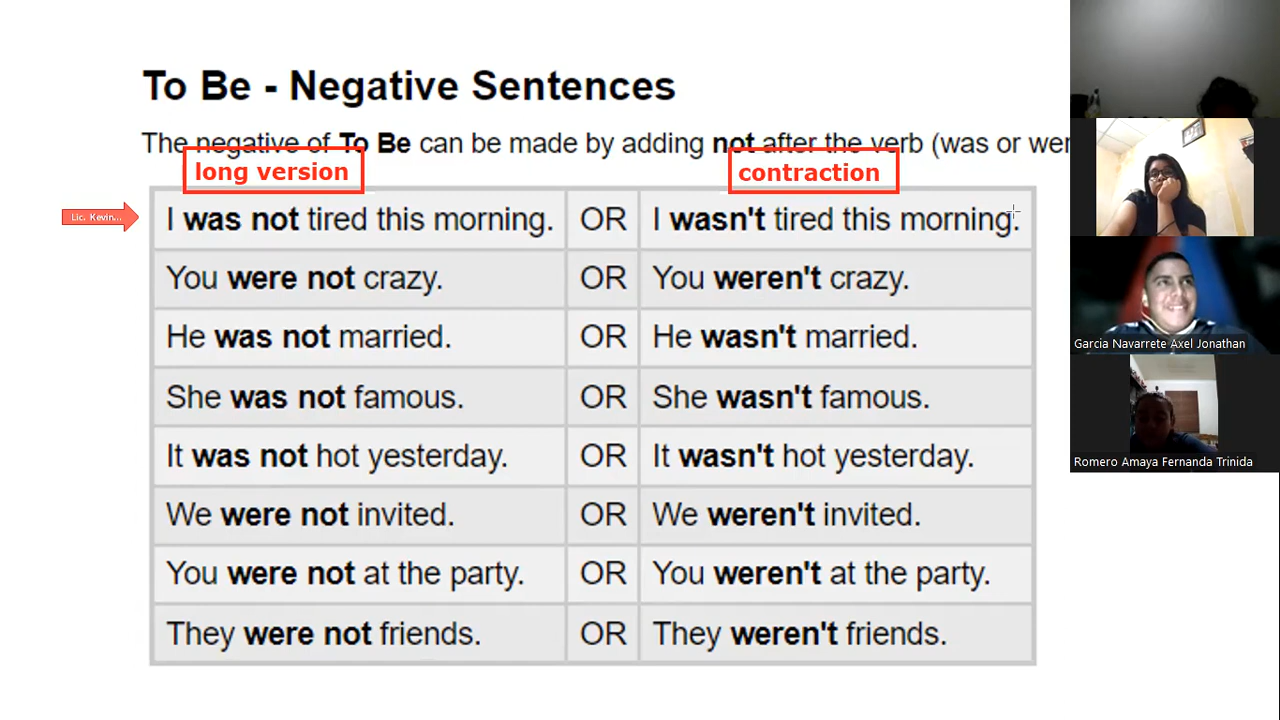 To Be - Negative Sentences
The negative of To Be can be made by adding not after the verb (was or wer
long version
contraction
Lic. Kevin...
I was not tired this morning. OR I wasn't tired this morning.
You were not crazy. OR You weren't crazy.
He was not married. OR He wasn't married.
She was not famous. OR She wasn't famous.
It was not hot yesterday. OR It wasn't hot yesterday.
We were not invited. OR We weren't invited.
You were not at the party. OR You weren't at the party.
They were not friends. OR They weren't friends.
Garcia Navarrete Axel Jonathan
Romero Amaya Fernanda Trinida